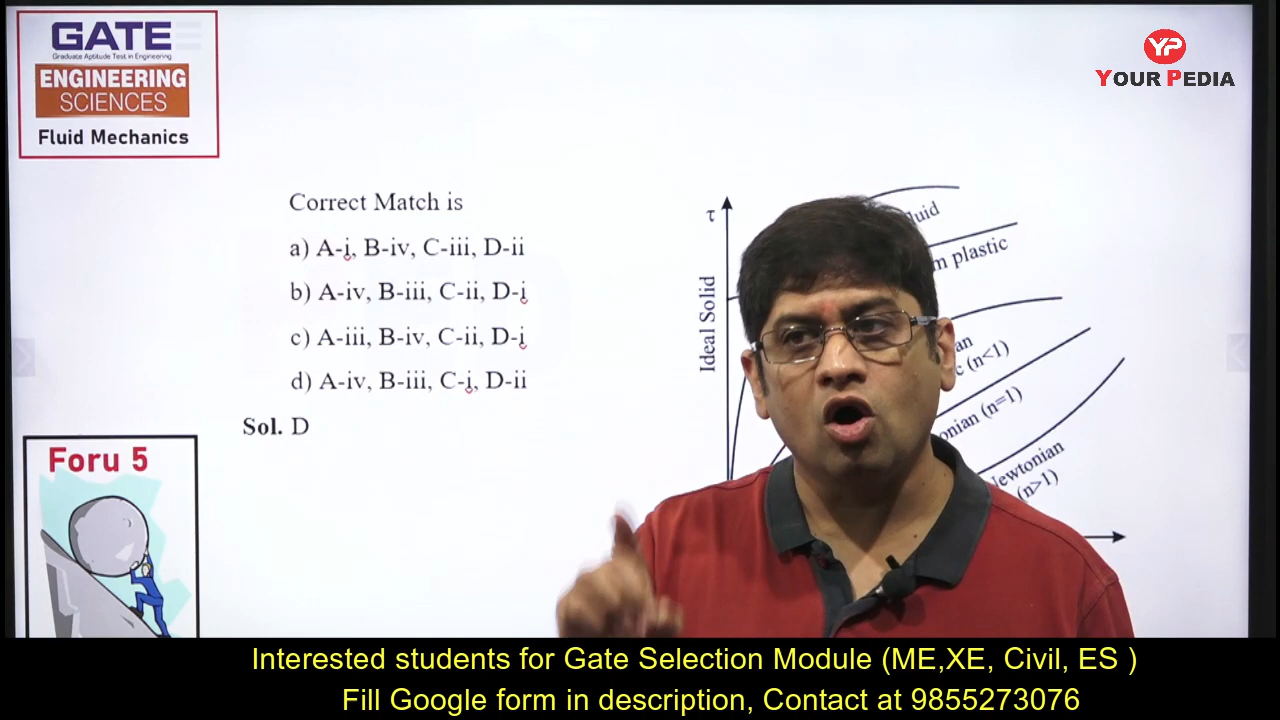 GATE
Graduate Aptitude Test in Engineering
ENGINEERING
SCIENCES
Fluid Mechanics
YP
YOUR PEDIA
Correct Match is
a) A-i, B-iv, C-iii, D-ii
b) A-iv, B-iii, C-ii, D-i
c) A-iii, B-iv, C-ii, D-i
d) A-iv, B-iii, C-i, D-ii
Sol. D
τ
Ideal Solid
plastic
(n<1)
(n=1)
(n>1)
Foru 5
Interested students for Gate Selection Module (ME,XE, Civil, ES )
Fill Google form in description, Contact at 9855273076